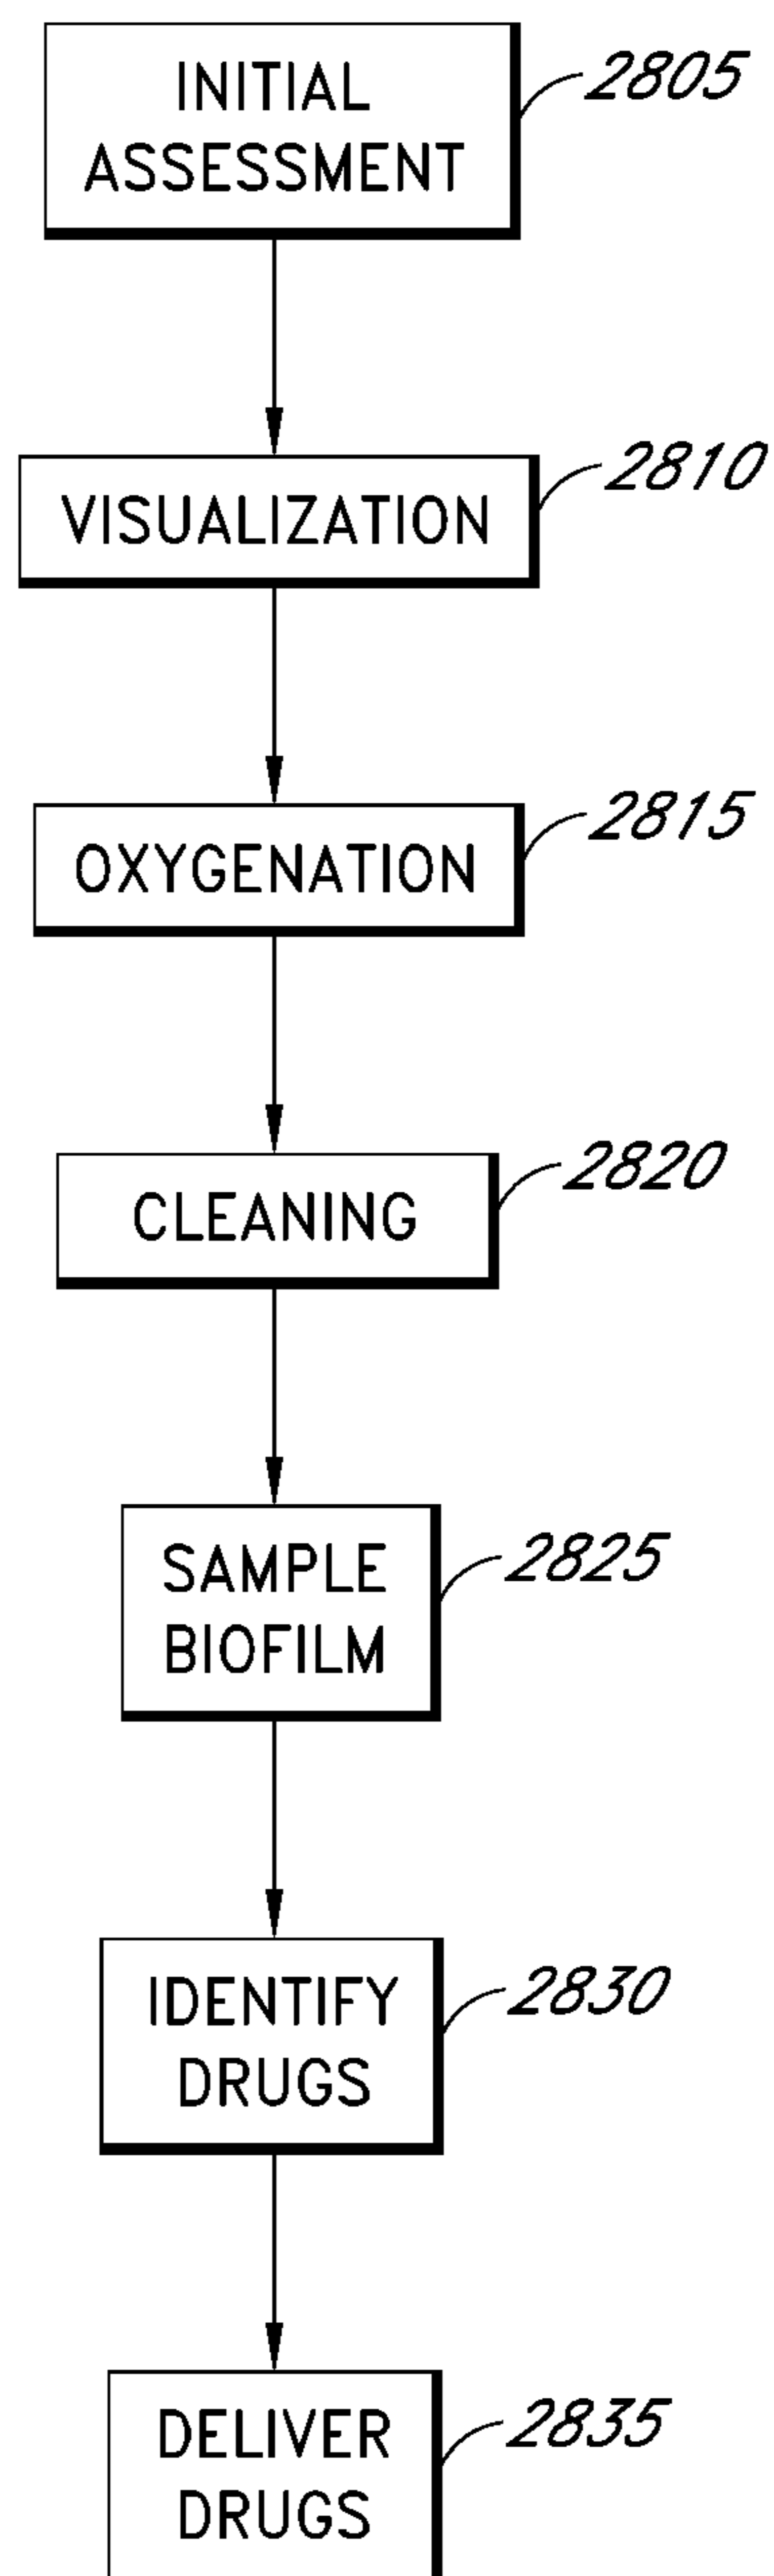 INITIAL
ASSESSMENT
2805
VISUALIZATION
2810
OXYGENATION
2815
CLEANING
2820
SAMPLE
BIOFILM
2825
IDENTIFY
DRUGS
2830
DELIVER
DRUGS
2835